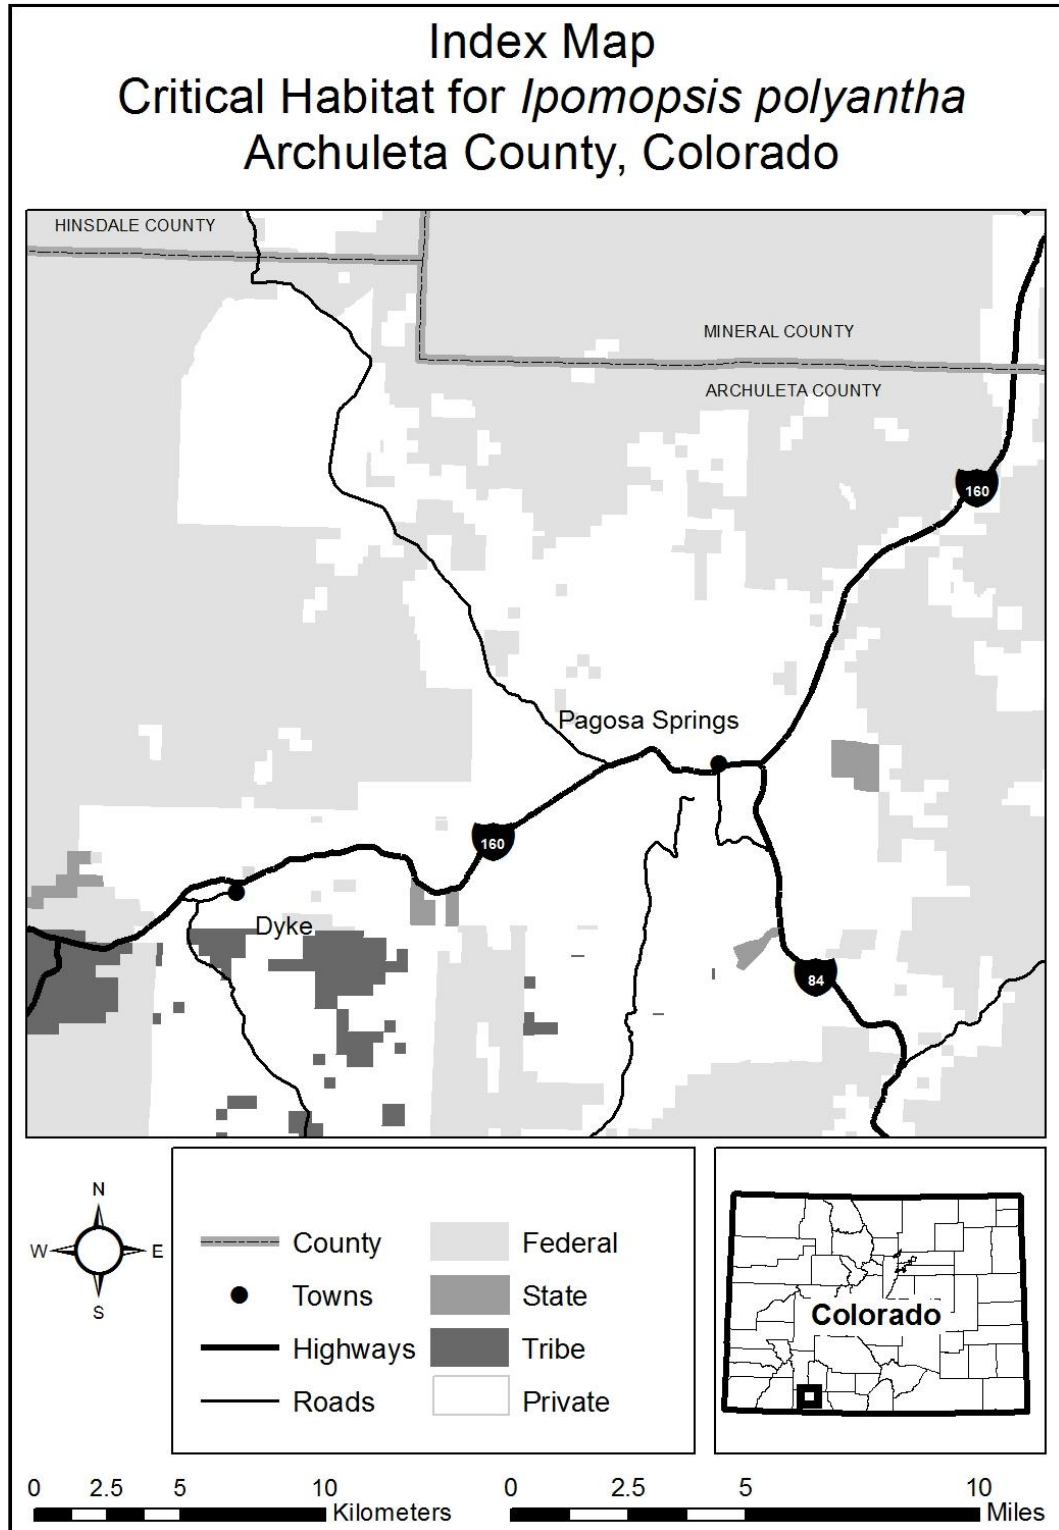 Index Map
Critical Habitat for Ipomopsis polyantha
Archuleta County, Colorado
HINSDALE COUNTY
MINERAL COUNTY
ARCHULETA COUNTY
160
Pagosa Springs
160
Dyke
84
N
W E
S
County
Towns
Highways
Roads
Federal
State
Tribe
Private
Colorado
0 2.5 5 10
Kilometers
0 2.5 5 10
Miles